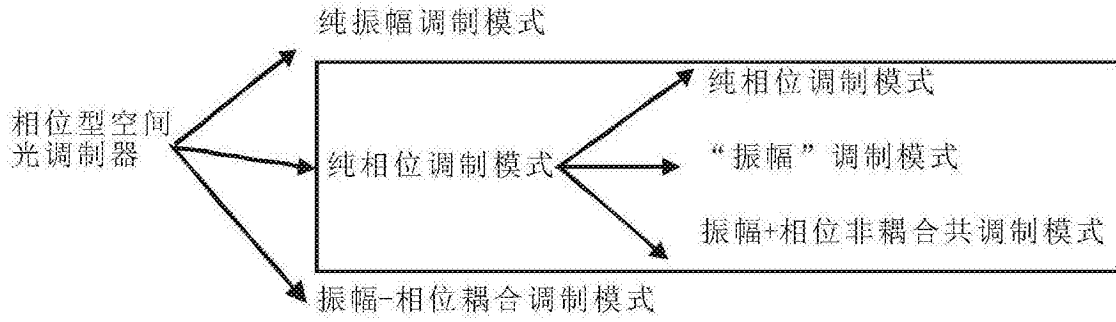 纯振幅调制模式
相位型空间
光调制器
纯相位调制模式
纯相位调制模式
“振幅”调制模式
振幅+相位非耦合共调制模式
振幅-相位耦合调制模式